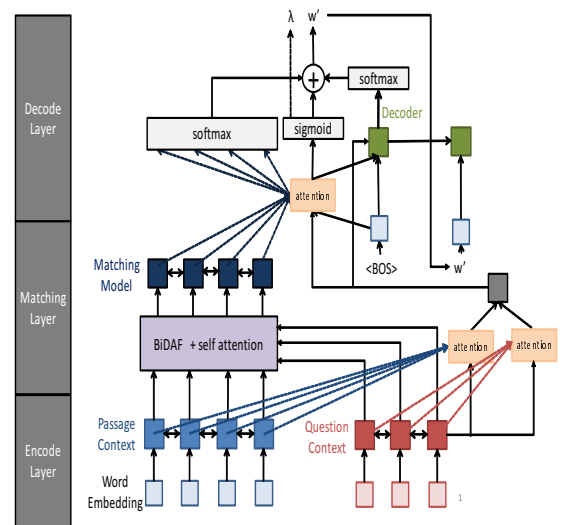 λ
w'
+
softmax
Decode
Layer
softmax
sigmoid
Decoder
attention
<BOS>
w'
Matching
Layer
Matching
Model
BiDAF + self attention
attention
attention
Encode
Layer
Passage
Context
Question
Context
Word
Embedding
1